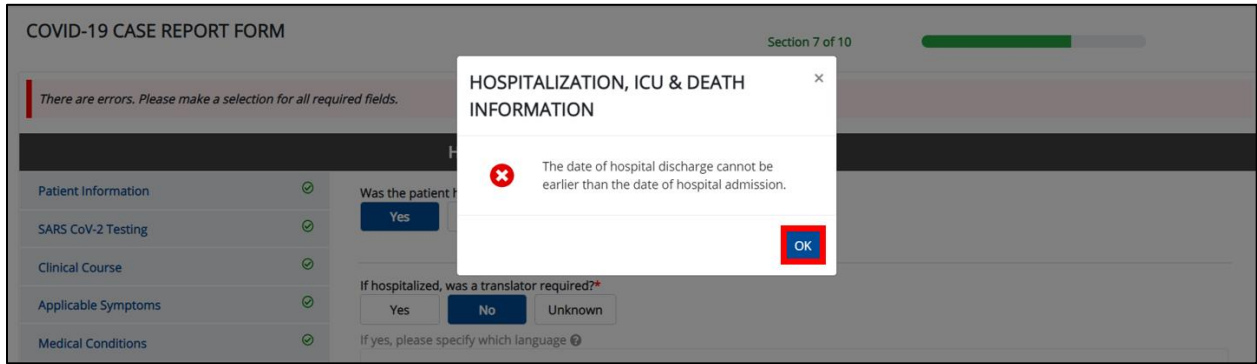 COVID-19 CASE REPORT FORM
Section 7 of 10
There are errors. Please make a selection for all required fields.
HOSPITALIZATION, ICU & DEATH
INFORMATION
×
The date of hospital discharge cannot be
earlier than the date of hospital admission.
OK
H
Patient Information
SARS CoV-2 Testing
Clinical Course
Applicable Symptoms
Medical Conditions
Was the patient h
Yes
If hospitalized, was a translator required?*
Yes No Unknown
If yes, please specify which language